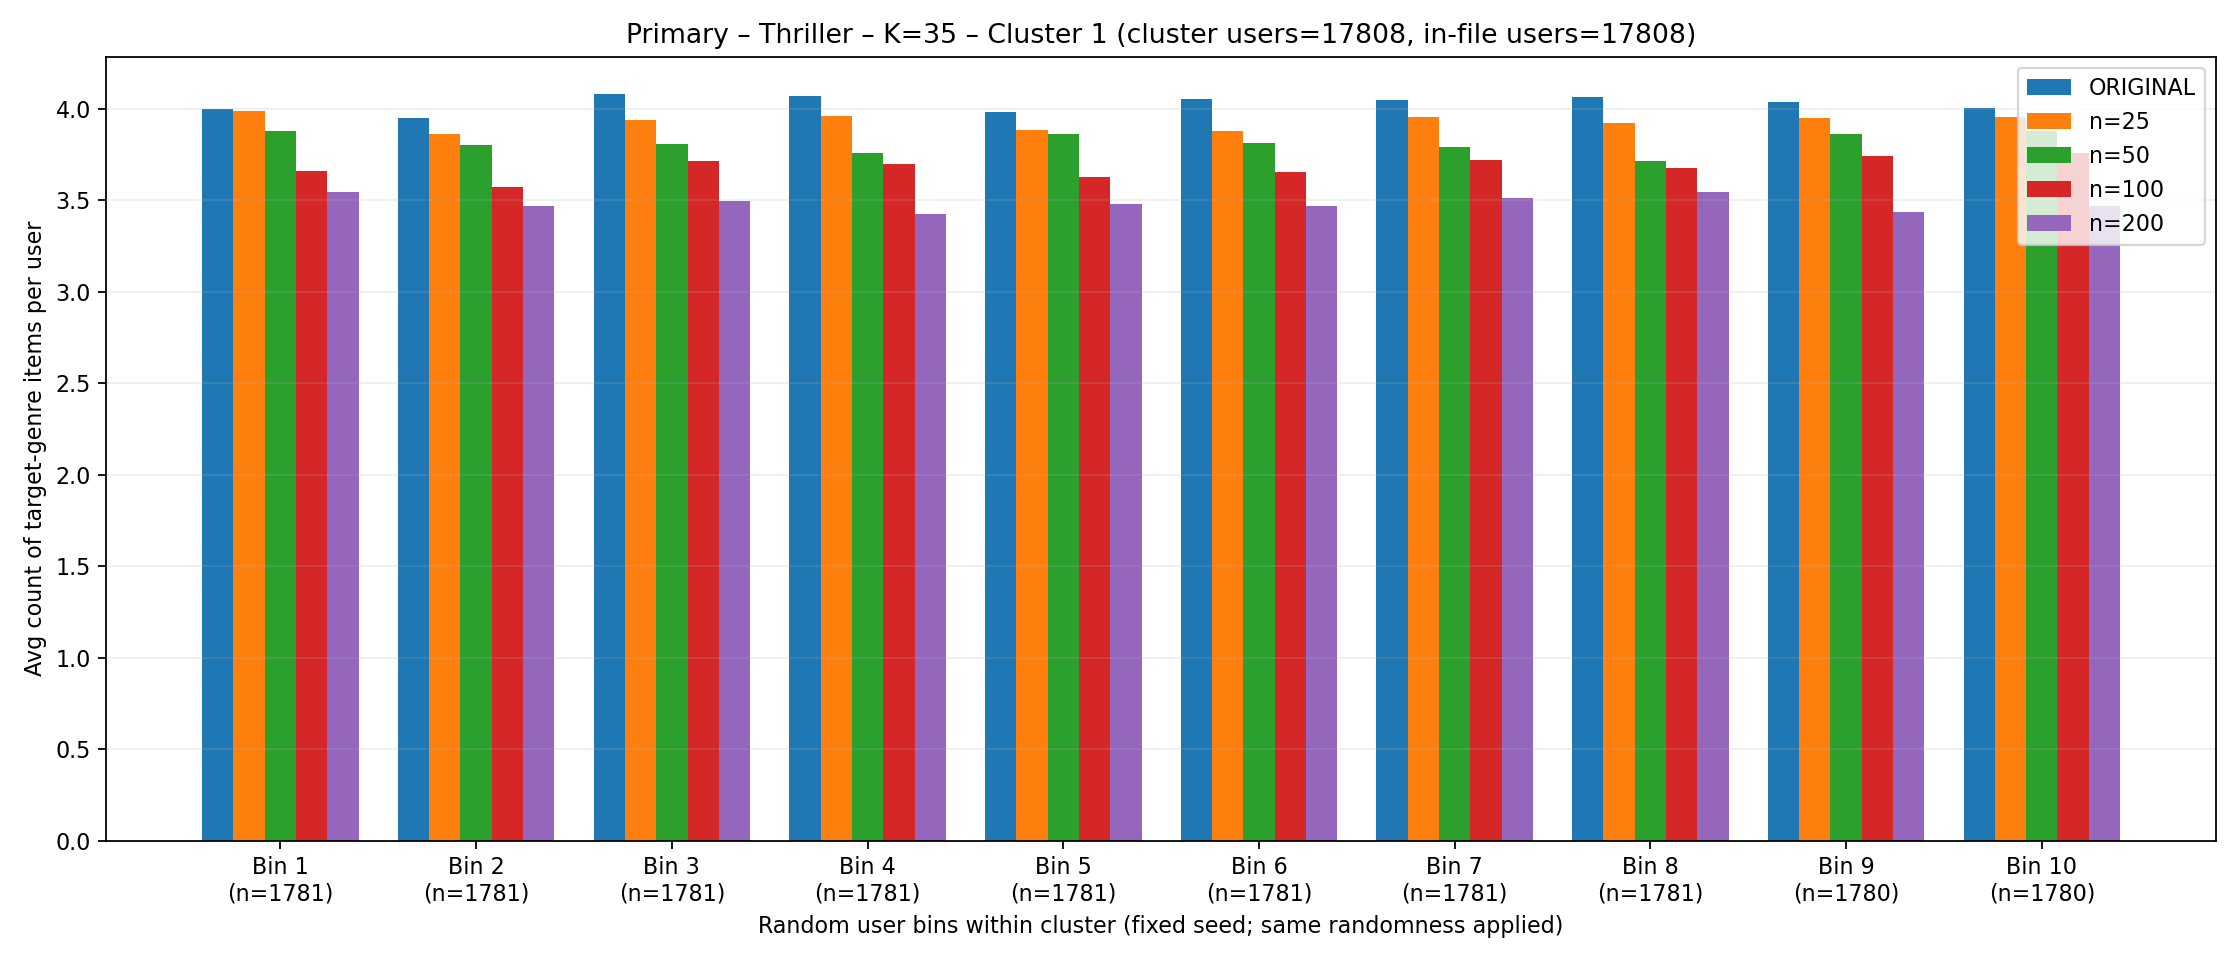 Primary – Thriller – K=35 – Cluster 1 (cluster users=17808, in-file users=17808)
Avg count of target-genre items per user
4.0
3.5
3.0
2.5
2.0
1.5
1.0
0.5
0.0
ORIGINAL
n=25
n=50
n=100
n=200
Bin 1
(n=1781)
Bin 2
(n=1781)
Bin 3
(n=1781)
Bin 4
(n=1781)
Bin 5
(n=1781)
Bin 6
(n=1781)
Bin 7
(n=1781)
Bin 8
(n=1781)
Bin 9
(n=1780)
Bin 10
(n=1780)
Random user bins within cluster (fixed seed; same randomness applied)